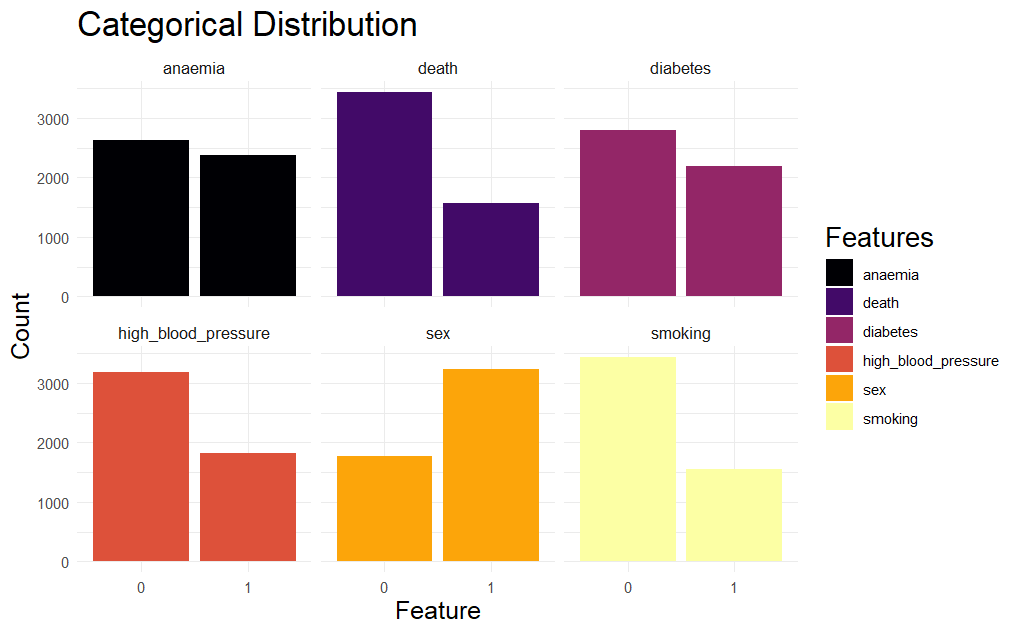 Categorical Distribution
anaemia death diabetes
3000
2000
1000
0
high_blood_pressure sex smoking
3000
2000
1000
0
0 1 0 1 0 1
Feature
Count
Features
anaemia
death
diabetes
high_blood_pressure
sex
smoking